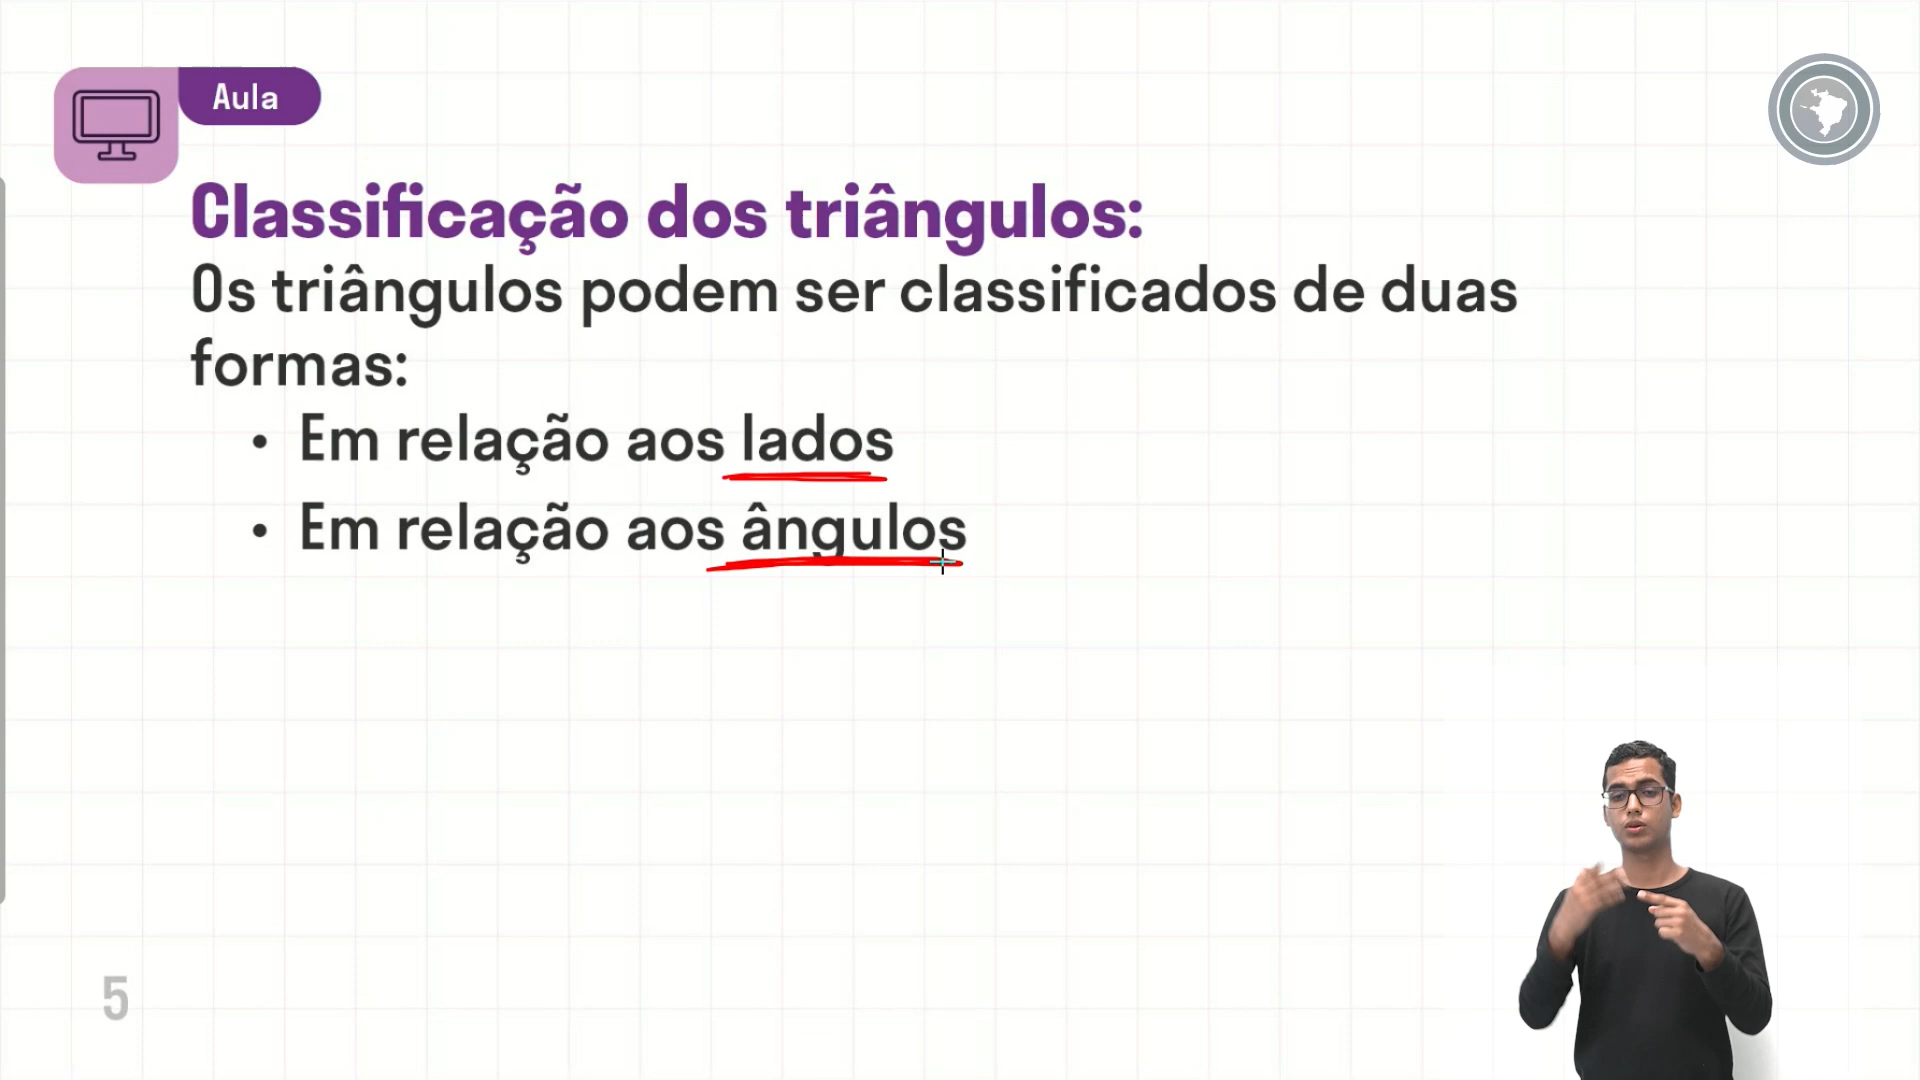 Aula
Classificação dos triângulos:
Os triângulos podem ser classificados de duas
formas:
• Em relação aos lados
• Em relação aos ângulos
5